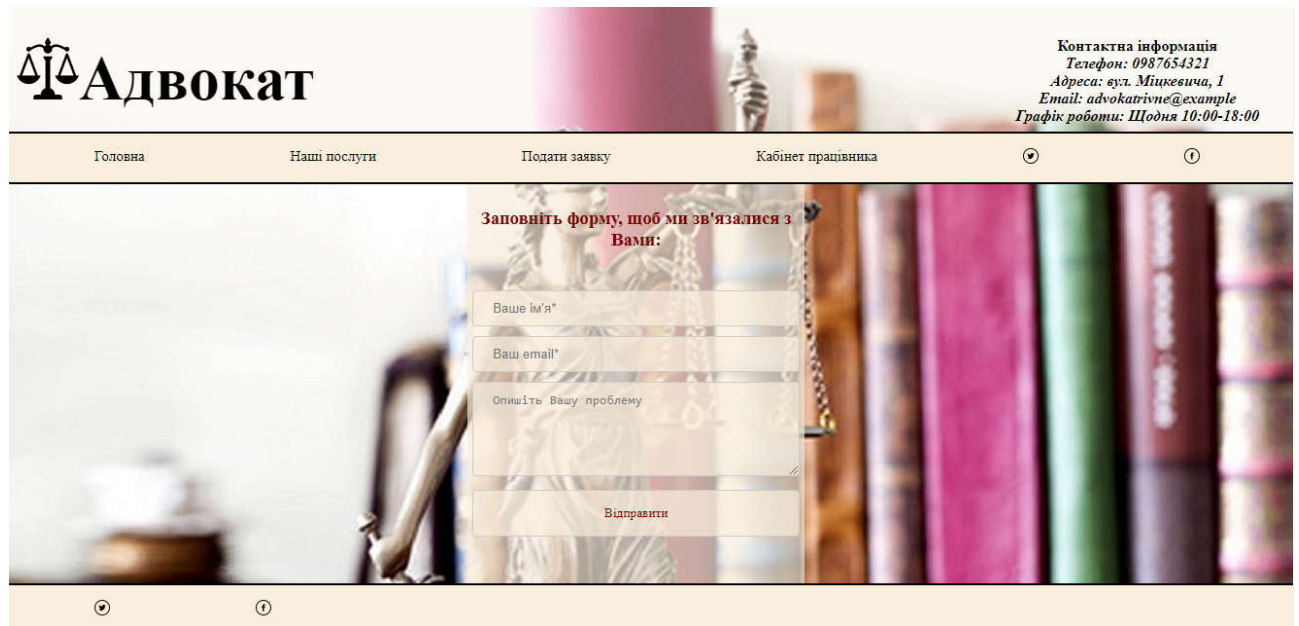 Адвокат
Контактна інформація
Телефон: 0987654321
Адреса: вул. Міцкевича, 1
Email: advokatrivne@example
Графік роботи: Щодня 10:00-18:00
Головна
Наші послуги
Подати заявку
Кабінет працівника
Заповніть форму, щоб ми зв'язалися з
Вами:
Ваше ім'я*
Ваш email*
Опишіть Вашу проблему
Відправити